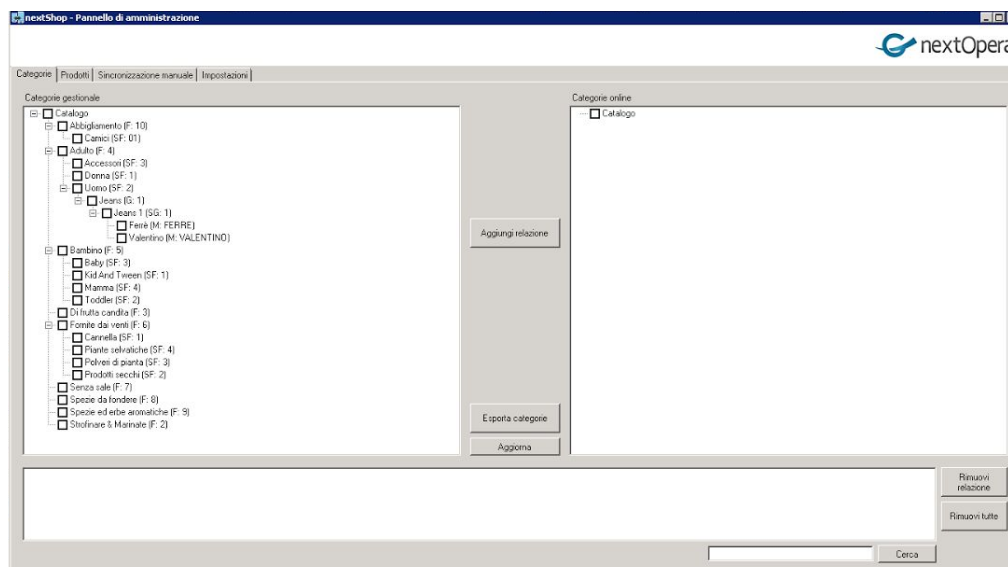 nextShop - Pannello di amministrazione
nextOpera
Categorie Prodotti Sincronizzazione manuale Impostazioni
Categorie gestionale
Catalogo
Abbigliamento (F: 10)
Camici (SF: 01)
Adulto (F: 4)
Accessori (SF: 3)
Donna (SF: 1)
Uomo (SF: 2)
Jeans (G: 1)
Jeans 1 (SG: 1)
Ferrè (M: FERRE)
Valentino (M: VALENTINO)
Bambino (F: 5)
Baby (SF: 3)
Kid And Tween (SF: 1)
Mamma (SF: 4)
Toddler (SF: 2)
Di frutta candita (F: 3)
Fornite dai venti (F: 6)
Cannella (SF: 1)
Piante selvatiche (SF: 4)
Polveri di pianta (SF: 3)
Prodotti secchi (SF: 2)
Senza sale (F: 7)
Spezie da fondere (F: 8)
Spezie ed erbe aromatiche (F: 9)
Strofinare & Marinate (F: 2)
Aggiungi relazione
Esporta categorie
Aggiorna
Categorie online
Catalogo
Rimuovi
relazione
Rimuovi tutte
Cerca